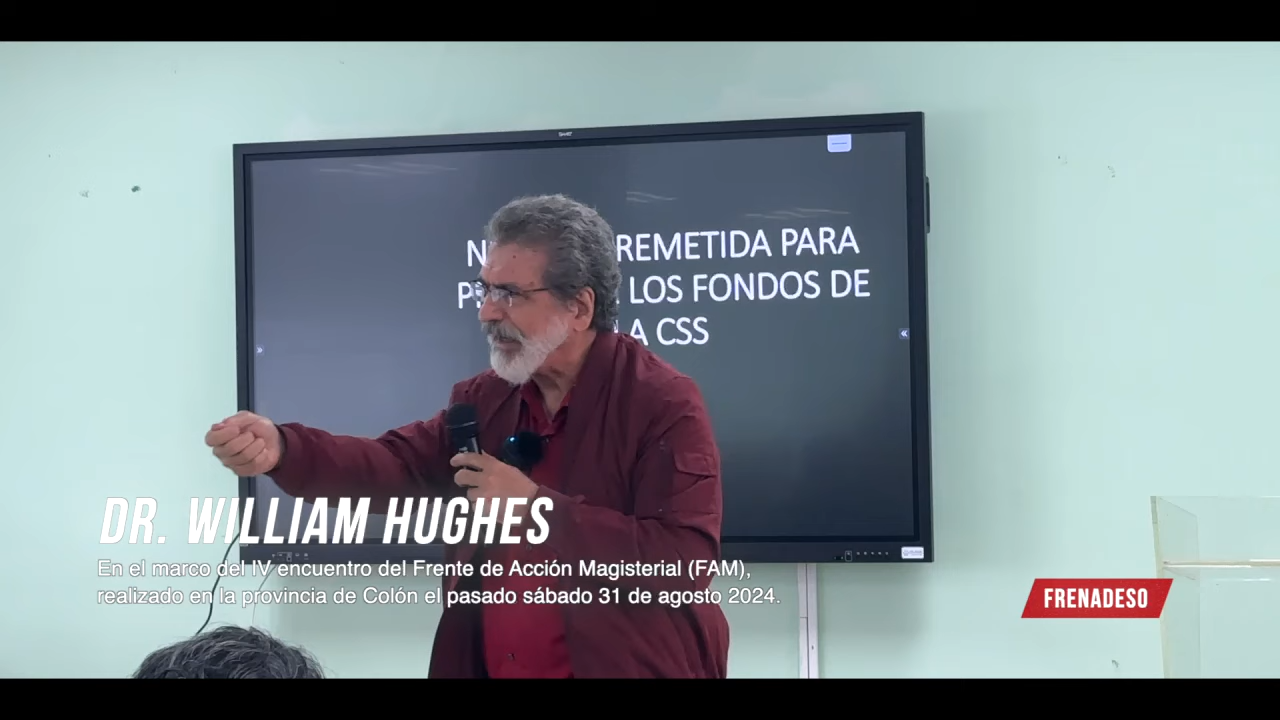 REMETIDA PARA
LOS FONDOS DE
LA CSS
DR. WILLIAM HUGHES
En el marco del IV encuentro del Frente de Acción Magisterial (FAM),
realizado en la provincia de Colón el pasado sábado 31 de agosto 2024.
FRENADESO